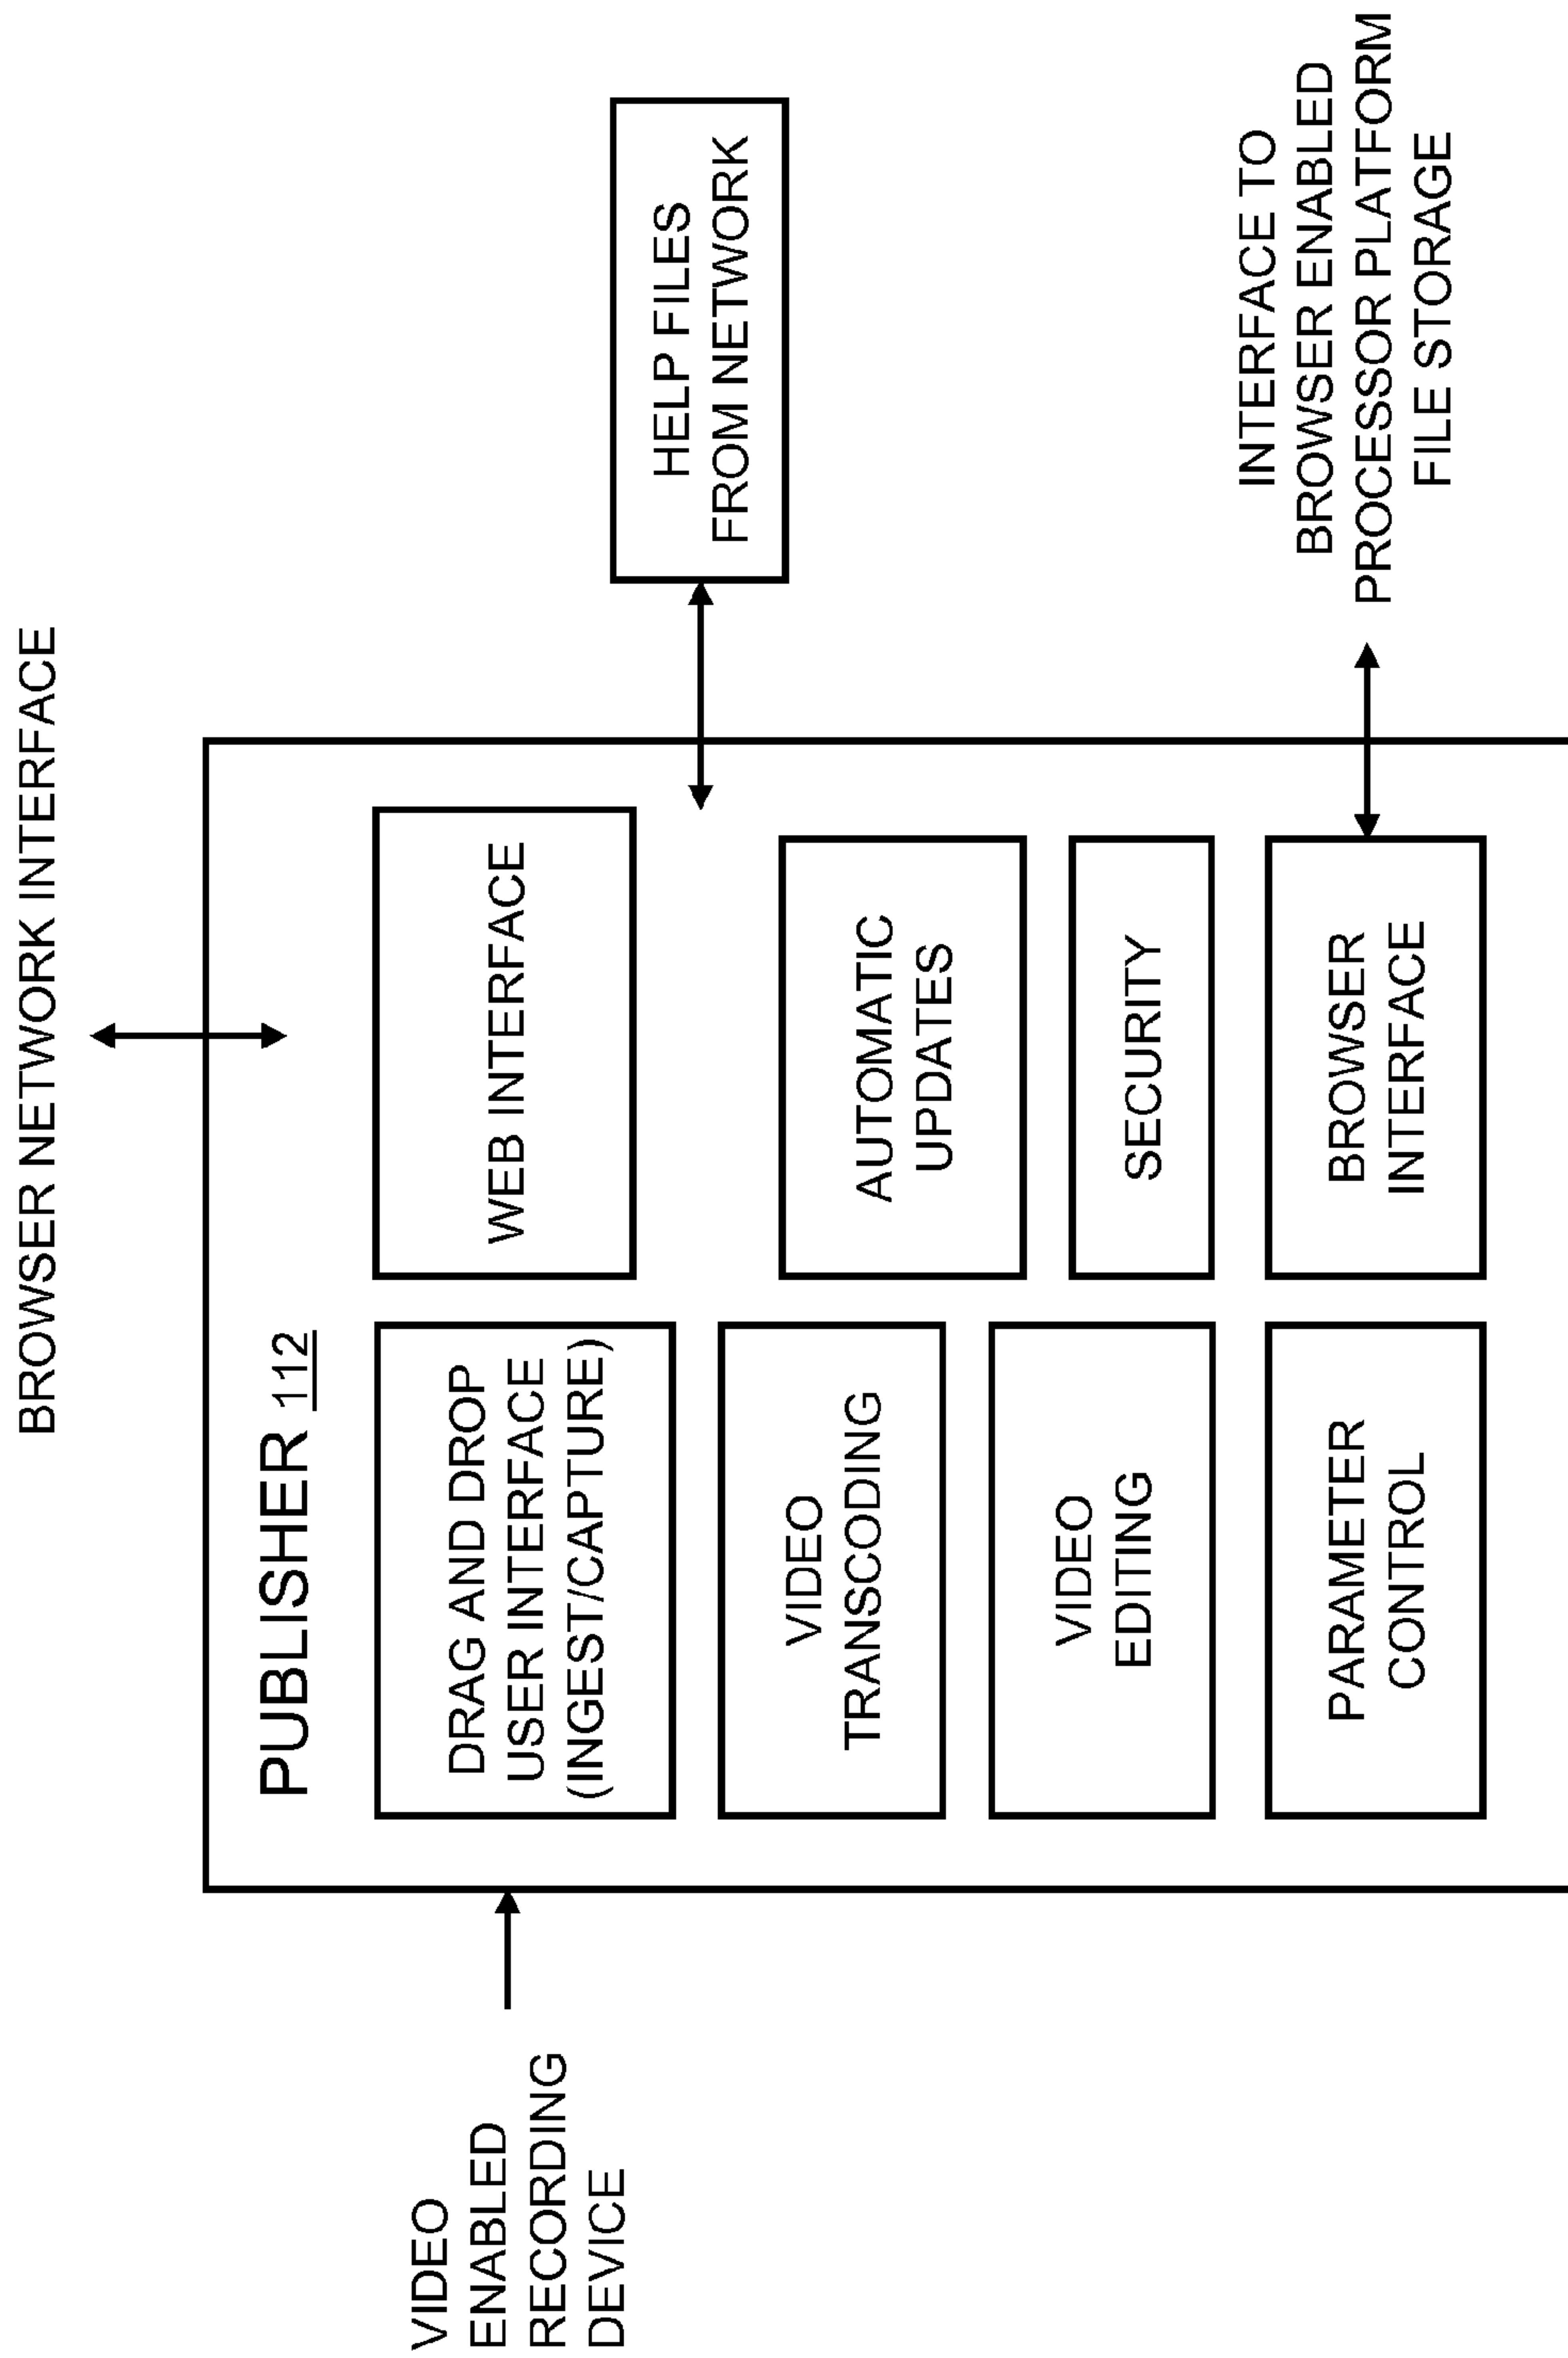 BROWSER NETWORK INTERFACE
PUBLISHER 112
VIDEO
ENABLED
RECORDING
DEVICE
DRAG AND DROP
USER INTERFACE
(INGEST/CAPTURE)
WEB INTERFACE
HELP FILES
FROM NETWORK
VIDEO
TRANSCODING
AUTOMATIC
UPDATES
VIDEO
EDITING
SECURITY
PARAMETER
CONTROL
BROWSER
INTERFACE
INTERFACE TO
BROWSER ENABLED
PROCESSOR PLATFORM
FILE STORAGE